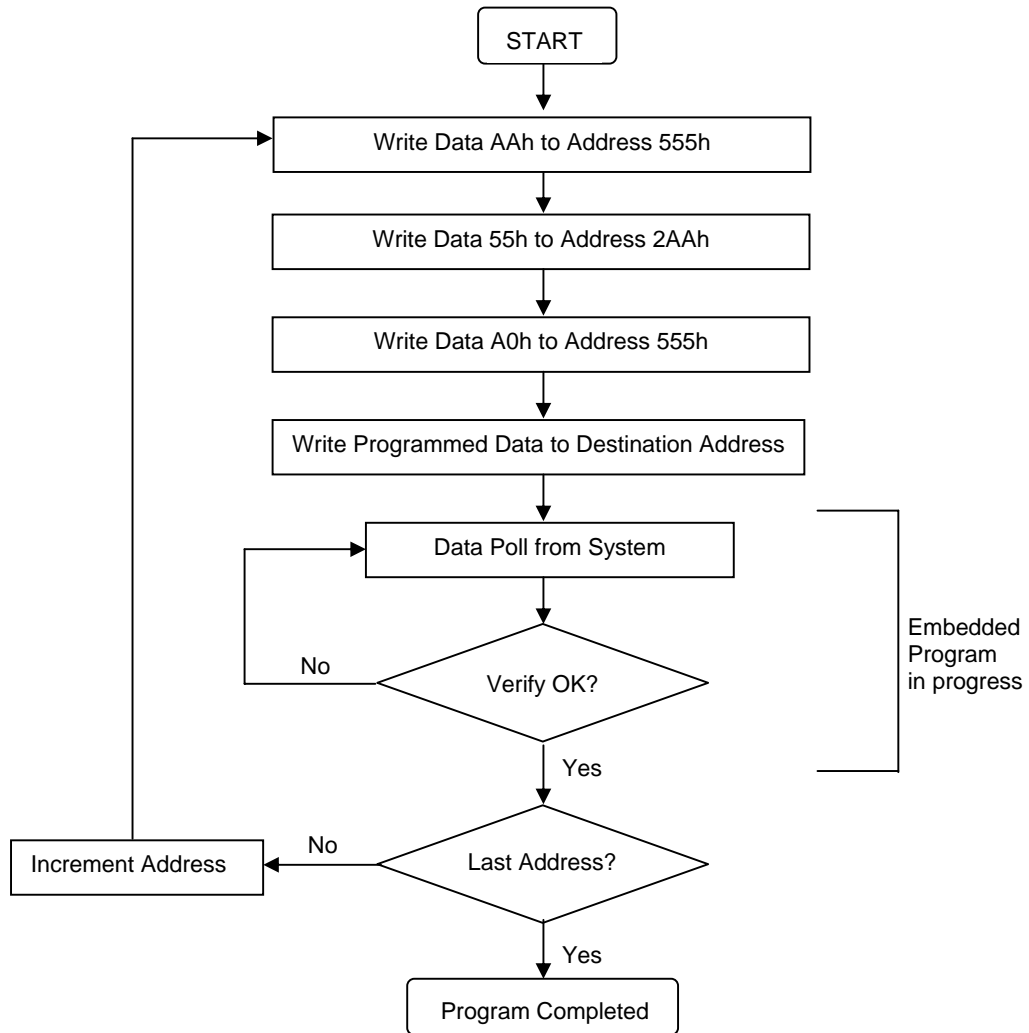 START
Write Data AAh to Address 555h
Write Data 55h to Address 2AAh
Write Data A0h to Address 555h
Write Programmed Data to Destination Address
Data Poll from System
Embedded
Program
in progress
No
Verify OK?
Yes
Increment Address
No
Last Address?
Yes
Program Completed